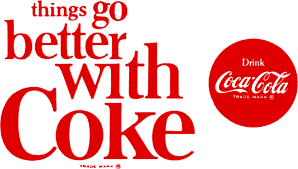 things go
better
with
Coke
TRADE MARK ®
Drink
Coca-Cola
TRADE MARK ®